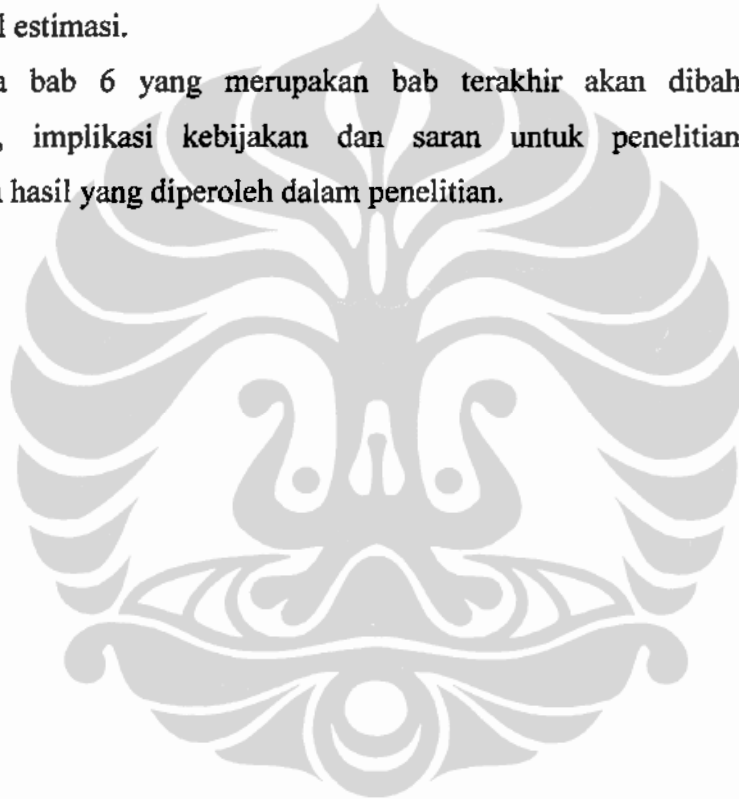 estimasi.
bab 6 yang merupakan bab terakhir akan
implikasi kebijakan dan saran untuk penelitian
hasil yang diperoleh dalam penelitian.